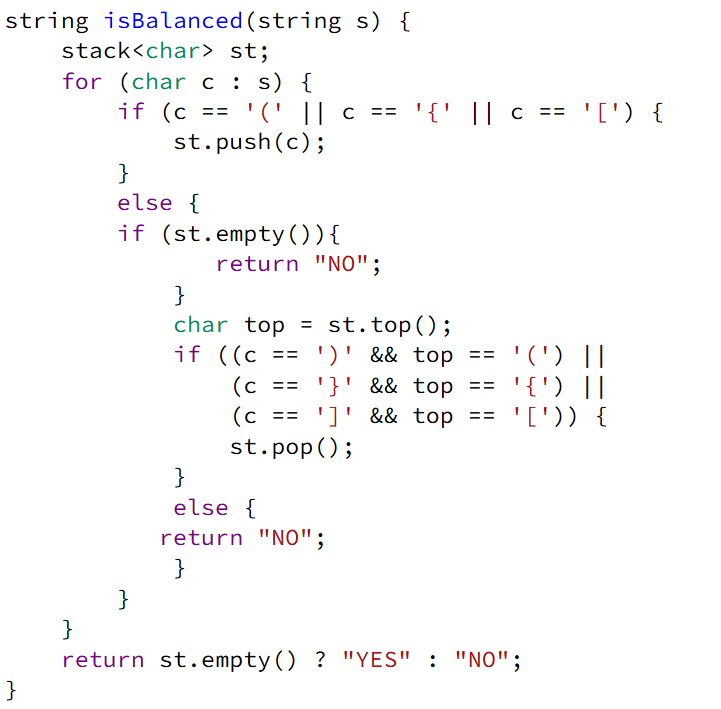 string isBalanced(string s) {
    stack<char> st;
    for (char c : s) {
        if (c == '(' || c == '{' || c == '[') {
            st.push(c);
        }
        else {
        if (st.empty()){
               return "NO";
            }
            char top = st.top();
            if ((c == ')' && top == '(') ||
                (c == '}' && top == '{') ||
                (c == ']' && top == '[')) {
                st.pop();
            }
            else {
           return "NO";
            }
        }
    }
    return st.empty() ? "YES" : "NO";
}